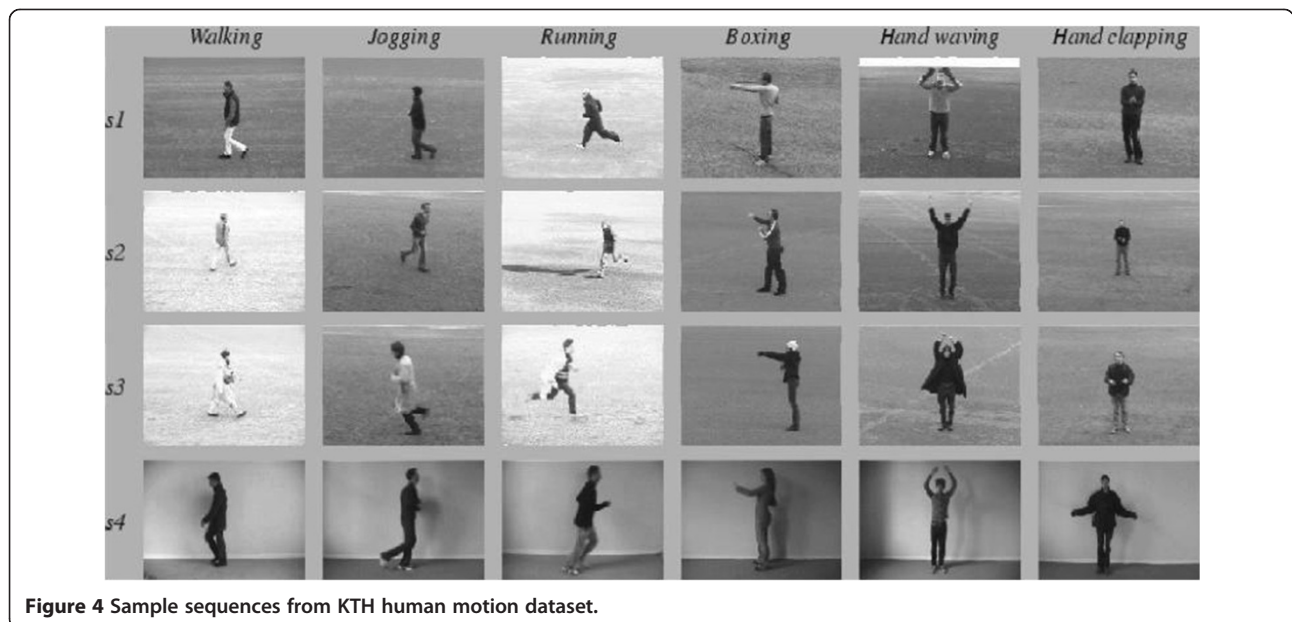 Walking Jogging Running Boxing Hand waving Hand clapping
s1
s2
s3
s4
Figure 4 Sample sequences from KTH human motion dataset.